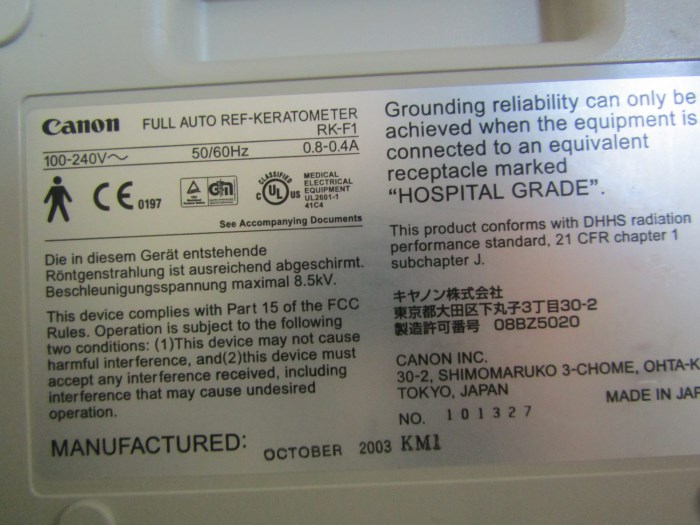 Canon FULL AUTO REF-KERATOMETER
RK-F1
100-240V～ 50/60Hz 0.8-0.4A
CE 0197
CLASSIFIED
C UL US
MEDICAL
ELECTRICAL
EQUIPMENT
UL2601-1
41C4
See Accompanying Documents
Die in diesem Gerät entstehende
Röntgenstrahlung ist ausreichend abgeschirmt.
Beschleunigungsspannung maximal 8.5kV.
This device complies with Part 15 of the FCC
Rules. Operation is subject to the following
two conditions: (1)This device may not cause
harmful interference, and(2)this device must
accept any interference received, including
interference that may cause undesired
operation.
MANUFACTURED: OCTOBER 2003 KM1
Grounding reliability can only be
achieved when the equipment is
connected to an equivalent
receptacle marked
“HOSPITAL GRADE”.
This product conforms with DHHS radiation
performance standard, 21 CFR chapter 1
subchapter J.
キヤノン株式会社
東京都大田区下丸子3丁目30-2
製造許可番号 08BZ5020
CANON INC.
30-2, SHIMOMARUKO 3-CHOME, OHTA-K
TOKYO, JAPAN MADE IN JAP
NO. 101327